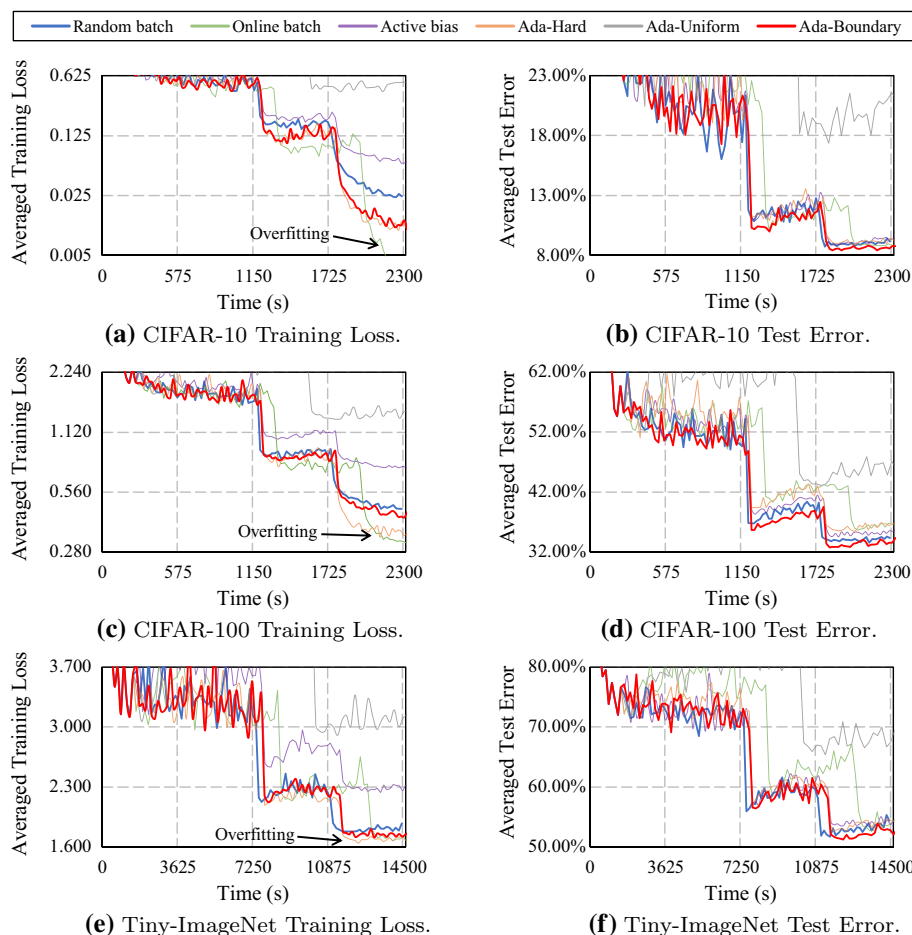 Random batch Online batch Active bias Ada-Hard Ada-Uniform Ada-Boundary
Averaged Training Loss
0.625
0.125
0.025
0.005
Overfitting
0 575 1150 1725 2300
Time (s)
(a) CIFAR-10 Training Loss.
Averaged Test Error
23.00%
18.00%
13.00%
8.00%
0 575 1150 1725 2300
Time (s)
(b) CIFAR-10 Test Error.
Averaged Training Loss
2.240
1.120
0.560
0.280
Overfitting
0 575 1150 1725 2300
Time (s)
(c) CIFAR-100 Training Loss.
Averaged Test Error
62.00%
52.00%
42.00%
32.00%
0 575 1150 1725 2300
Time (s)
(d) CIFAR-100 Test Error.
Averaged Training Loss
3.700
3.000
2.300
1.600
Overfitting
0 3625 7250 10875 14500
Time (s)
(e) Tiny-ImageNet Training Loss.
Averaged Test Error
80.00%
70.00%
60.00%
50.00%
0 3625 7250 10875 14500
Time (s)
(f) Tiny-ImageNet Test Error.